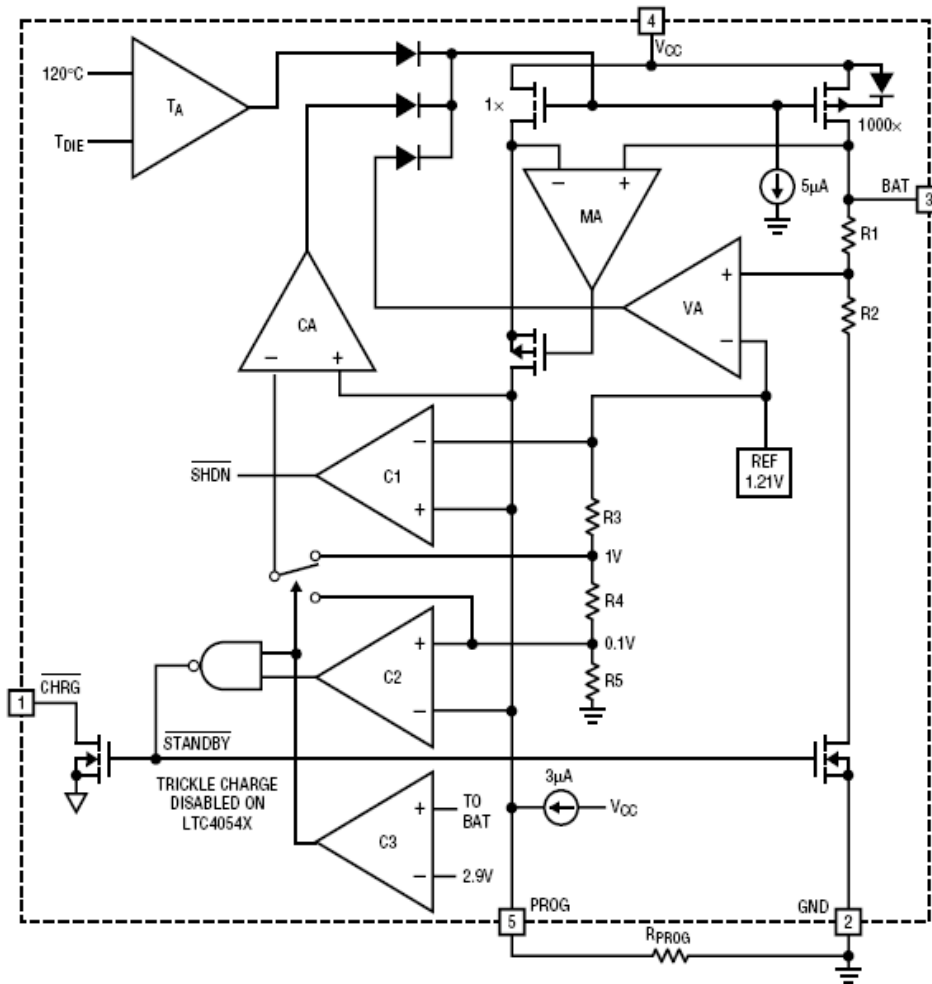 4
VCC
120°C
TA
TDIE
1×
1000×
– +
MA
5µA
BAT
3
R1
+
VA
–
R2
CA
– +
REF
1.21V
SHDN
–
C1
+
R3
1V
R4
0.1V
R5
+
C2
–
CHRG
1
STANDBY
TRICKLE CHARGE
DISABLED ON
LTC4054X
3µA
VCC
+
C3
–
TO
BAT
2.9V
5
PROG
GND
2
RPROG